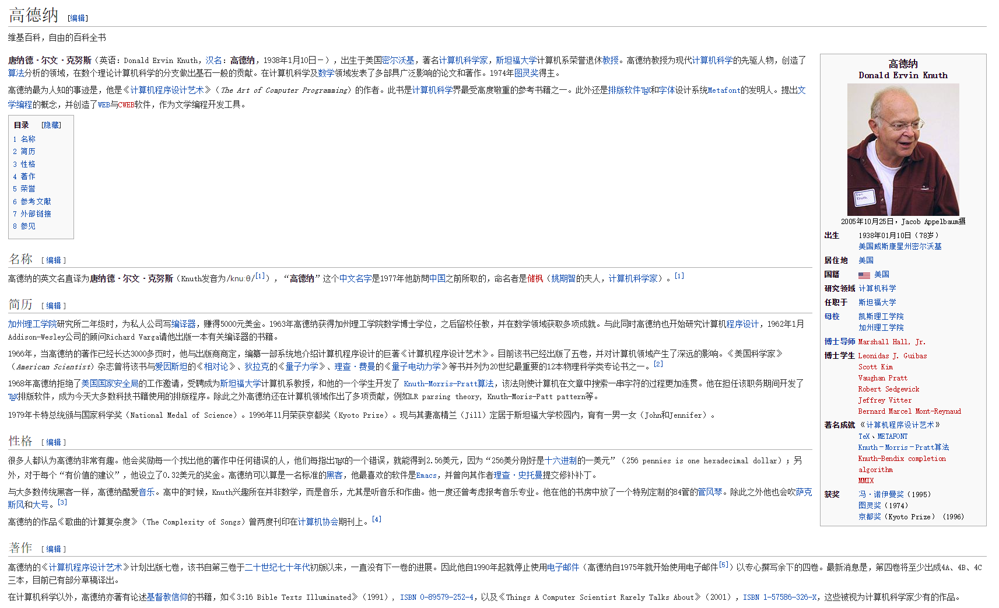 高德纳 [编辑]
维基百科，自由的百科全书
唐纳德·尔文·克努斯（英语：Donald Ervin Knuth，汉名：高德纳，1938年1月10日－），出生于美国密尔沃基，著名计算机科学家，斯坦福大学计算机系荣誉退休教授。高德纳教授为现代计算机科学的先驱人物，创造了
算法分析的领域，在数个理论计算机科学的分支做出基石一般的贡献。在计算机科学及数学领域发表了多部具广泛影响的论文和著作。1974年图灵奖得主。
高德纳最为人知的事迹是，他是《计算机程序设计艺术》（The Art of Computer Programming）的作者。此书是计算机科学界最受高度敬重的参考书籍之一。此外还是排版软件TEX和字体设计系统Metafont的发明人。提出文
学编程的概念，并创造了WEB与CWEB软件，作为文学编程开发工具。
目录 [隐藏]
1 名称
2 简历
3 性格
4 著作
5 荣誉
6 参考文献
7 外部链接
8 参见
名称 [编辑]
高德纳的英文名直译为唐纳德·尔文·克努斯（Knuth发音为/knuːθ/[1]），“高德纳”这个中文名字是1977年他訪問中国之前所取的，命名者是储枫（姚期智的夫人，计算机科学家）。[1]
简历 [编辑]
加州理工学院研究所二年级时，为私人公司写编译器，赚得5000元美金。1963年高德纳获得加州理工学院数学博士学位，之后留校任教，并在数学领域获取多项成就。与此同时高德纳也开始研究计算机程序设计，1962年1月
Addison-Wesley公司的顾问Richard Varga请他出版一本有关编译器的书籍。
1966年，当高德纳的著作已经长达3000多页时，他与出版商商定，编纂一部系统地介绍计算机程序设计的巨著《计算机程序设计艺术》。目前该书已经出版了五卷，并对计算机领域产生了深远的影响。《美国科学家》
（American Scientist）杂志曾将该书与爱因斯坦的《相对论》、狄拉克的《量子力学》、理查·费曼的《量子电动力学》等书并列为20世纪最重要的12本物理科学类专论书之一。[2]
1968年高德纳拒绝了美国国家安全局的工作邀请，受聘成为斯坦福大学计算机系教授，和他的一个学生开发了 Knuth-Morris-Pratt算法，该法则使计算机在文章中搜索一串字符的过程更加连贯。他在担任该职务期间开发了
TEX排版软件，成为今天大多数科技书籍使用的排版程序。除此之外高德纳还在计算机领域作出了多项贡献，例如LR parsing theory, Knuth-Moris-Patt pattern等。
1979年卡特总统颁与国家科学奖（National Medal of Science）。1996年11月荣获京都奖（Kyoto Prize）。现与其妻高精兰（Jill）定居于斯坦福大学校园内，育有一男一女（John和Jennifer）。
性格 [编辑]
很多人都认为高德纳非常有趣。他会奖励每一个找出他的著作中任何错误的人，他们每指出TEX的一个错误，就能得到2.56美元，因为“256美分刚好是十六进制的一美元”（256 pennies is one hexadecimal dollar）；另
外，对于每个“有价值的建议”，他设立了0.32美元的奖金。高德纳可以算是一名标准的黑客，他最喜欢的软件是Emacs，并曾向其作者理查·史托曼提交修补补丁。
与大多数传统黑客一样，高德纳酷爱音乐。高中的时候，Knuth兴趣所在并非数学，而是音乐，尤其是听音乐和作曲。他一度还曾考虑报考音乐专业。他在他的书房中放了一个特别定制的84管的管风琴。除此之外他也会吹萨克
斯风和大号。[3]
高德纳的作品《歌曲的计算复杂度》（The Complexity of Songs）曾两度刊印在计算机协会期刊上。[4]
著作 [编辑]
高德纳的《计算机程序设计艺术》计划出版七卷，该书自第三卷于二十世纪七十年代初版以来，一直没有下一卷的进展。因此他自1990年起就停止使用电子邮件（高德纳自1975年就开始使用电子邮件[5]）以专心撰写余下的四卷。最新消息是，第四卷将至少出成4A、4B、4C
三本，目前已有部分草稿译出。
在计算机科学以外，高德纳亦著有论述基督教信仰的书籍，如《3:16 Bible Texts Illuminated》（1991）, ISBN 0-89579-252-4，以及《Things A Computer Scientist Rarely Talks About》（2001）, ISBN 1-57586-326-X，这些被视为计算机科学家少有的作品。
高德纳
Donald Ervin Knuth
Don
Knuth
2005年10月25日，Jacob Appelbaum摄
出生 1938年01月10日（78岁）
美国威斯康星州密尔沃基
居住地 美国
国籍 美国
研究领域 计算机科学
任职于 斯坦福大学
母校 凯斯理工学院
加州理工学院
博士导师 Marshall Hall, Jr.
博士学生 Leonidas J. Guibas
Scott Kim
Vaughan Pratt
Robert Sedgewick
Jeffrey Vitter
Bernard Marcel Mont-Reynaud
著名成就 《计算机程序设计艺术》
TeX、METAFONT
Knuth－Morris－Pratt算法
Knuth-Bendix completion
algorithm
MMIX
获奖 冯·诺伊曼奖（1995）
图灵奖（1974）
京都奖（Kyoto Prize）（1996）